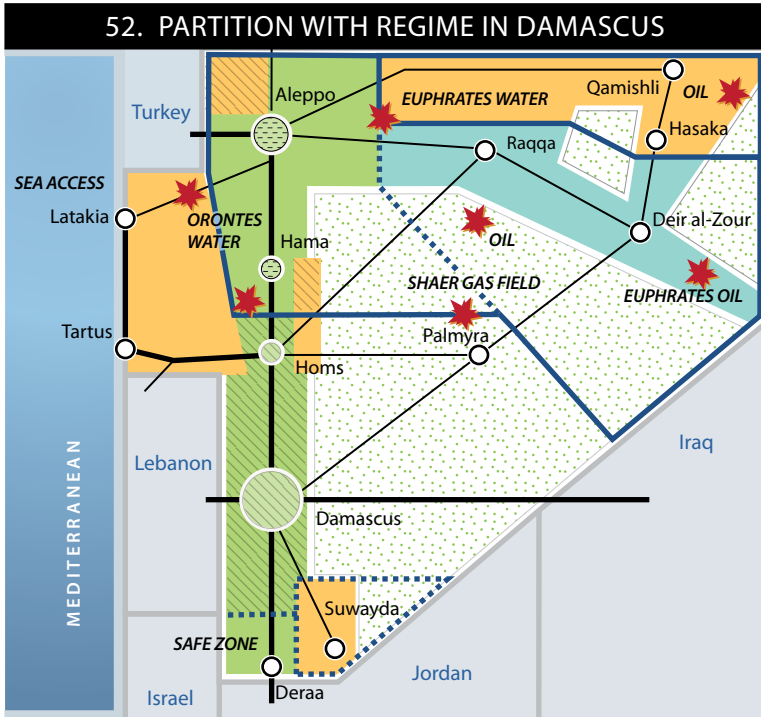 52. PARTITION WITH REGIME IN DAMASCUS
Turkey
Aleppo
EUPHRATES WATER
Qamishli
OIL
Hasaka
Raqqa
SEA ACCESS
Latakia
ORONTES
WATER
Hama
OIL
Deir al-Zour
SHAER GAS FIELD
EUPHRATES OIL
Tartus
Homs
Palmyra
Lebanon
Iraq
Damascus
MEDITERRANEAN
Suwayda
SAFE ZONE
Deraa
Jordan
Israel